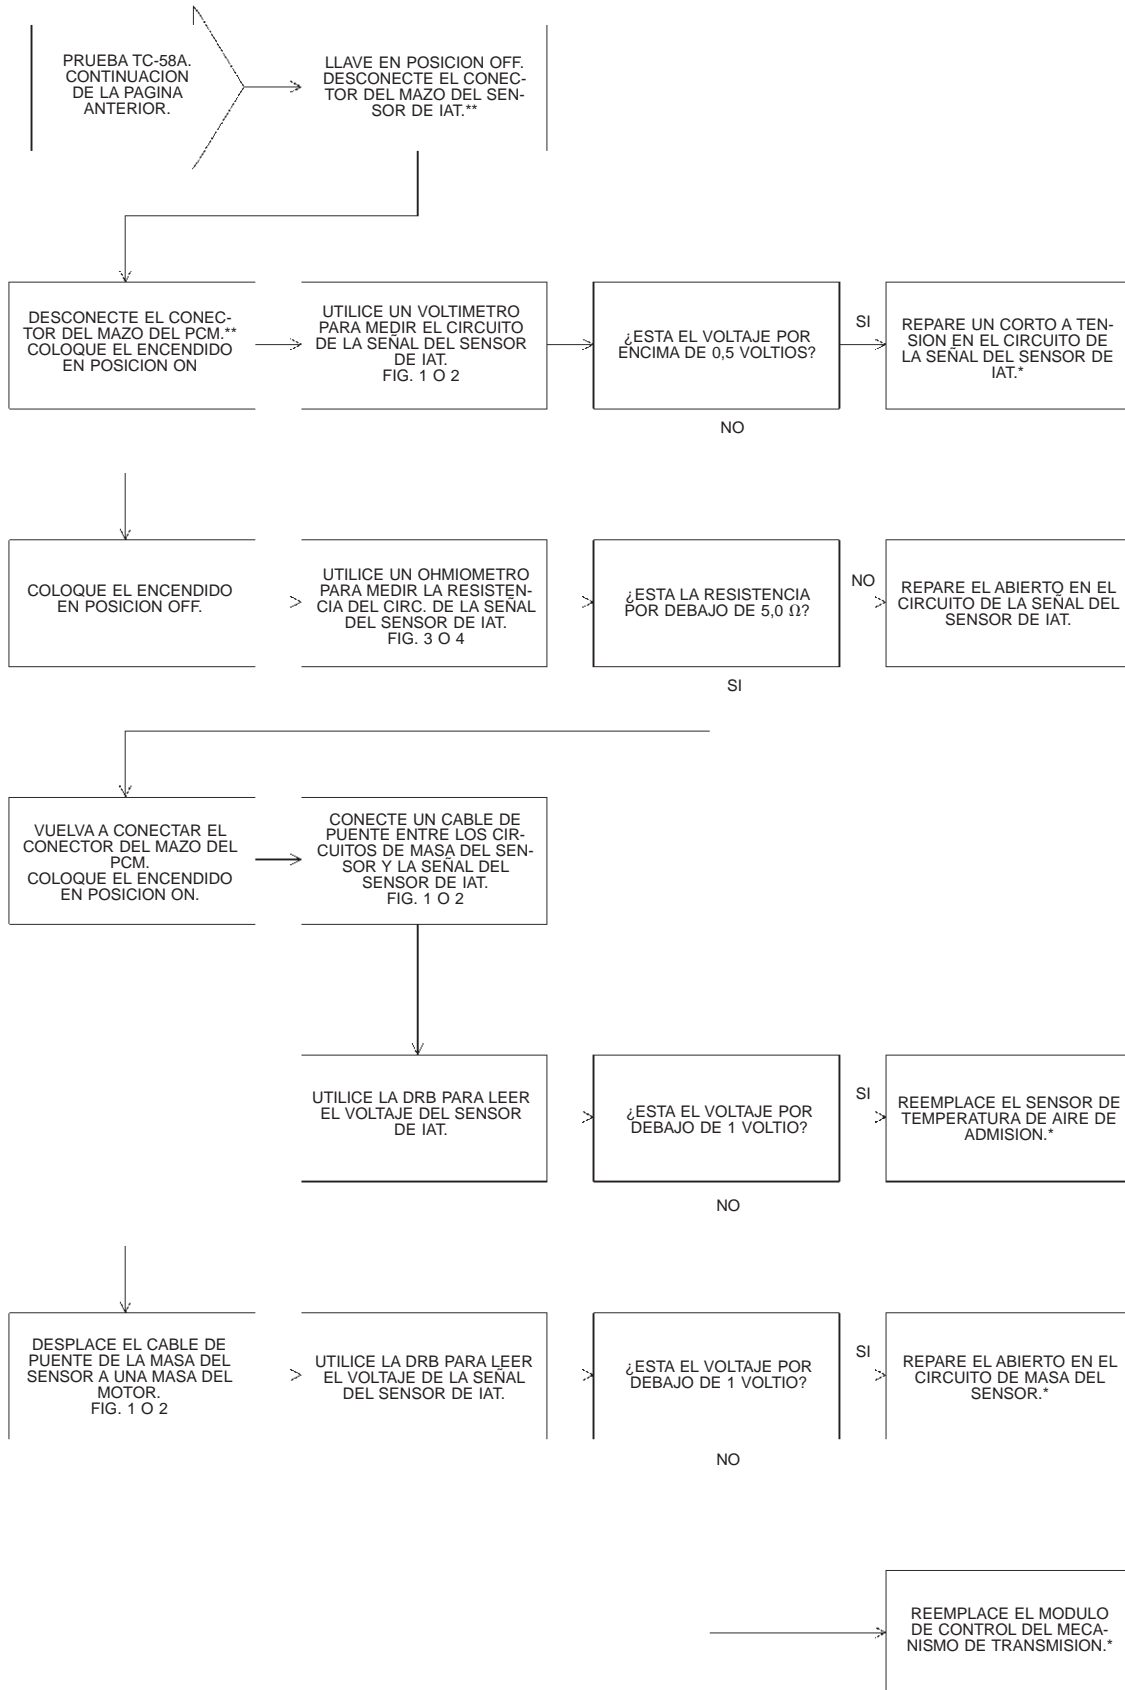 PRUEBA TC-58A.
CONTINUACION
DE LA PAGINA
ANTERIOR.
LLAVE EN POSICION OFF.
DESCONECTE EL CONEC-
TOR DEL MAZO DEL SEN-
SOR DE IAT.**
DESCONECTE EL CONEC-
TOR DEL MAZO DEL PCM.**
COLOQUE EL ENCENDIDO
EN POSICION ON
UTILICE UN VOLTIMETRO
PARA MEDIR EL CIRCUITO
DE LA SEÑAL DEL SENSOR
DE IAT.
FIG. 1 O 2
¿ESTA EL VOLTAJE POR
ENCIMA DE 0,5 VOLTIOS?
SI
REPARE UN CORTO A TEN-
SION EN EL CIRCUITO DE
LA SEÑAL DEL SENSOR DE
IAT.*
NO
COLOQUE EL ENCENDIDO
EN POSICION OFF.
UTILICE UN OHMIOMETRO
PARA MEDIR LA RESISTEN-
CIA DEL CIRC. DE LA SEÑAL
DEL SENSOR DE IAT.
FIG. 3 O 4
¿ESTA LA RESISTENCIA
POR DEBAJO DE 5,0 Ω?
NO
REPARE EL ABIERTO EN EL
CIRCUITO DE LA SEÑAL DEL
SENSOR DE IAT.
SI
VUELVA A CONECTAR EL
CONECTOR DEL MAZO DEL
PCM.
COLOQUE EL ENCENDIDO
EN POSICION ON.
CONECTE UN CABLE DE
PUENTE ENTRE LOS CIR-
CUITOS DE MASA DEL SEN-
SOR Y LA SEÑAL DEL
SENSOR DE IAT.
FIG. 1 O 2
UTILICE LA DRB PARA LEER
EL VOLTAJE DEL SENSOR
DE IAT.
¿ESTA EL VOLTAJE POR
DEBAJO DE 1 VOLTIO?
SI
REEMPLACE EL SENSOR DE
TEMPERATURA DE AIRE DE
ADMISION.*
NO
DESPLACE EL CABLE DE
PUENTE DE LA MASA DEL
SENSOR A UNA MASA DEL
MOTOR.
FIG. 1 O 2
UTILICE LA DRB PARA LEER
EL VOLTAJE DE LA SEÑAL
DEL SENSOR DE IAT.
¿ESTA EL VOLTAJE POR
DEBAJO DE 1 VOLTIO?
SI
REPARE EL ABIERTO EN EL
CIRCUITO DE MASA DEL
SENSOR.*
NO
REEMPLACE EL MODULO
DE CONTROL DEL MECA-
NISMO DE TRANSMISION.*